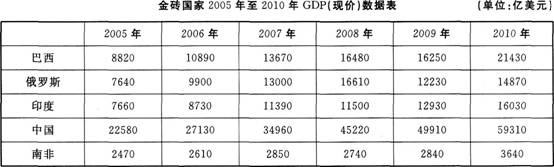 金砖国家 2005 年至 2010 年 GDP(现价)数据表 (单位:亿美元)
2005 年 2006 年 2007 年 2008 年 2009 年 2010 年
巴西 8820 10890 13670 16480 16250 21430
俄罗斯 7640 9900 13000 16610 12230 14870
印度 7660 8730 11390 11500 12930 16030
中国 22580 27130 34960 45220 49910 59310
南非 2470 2610 2850 2740 2840 3640